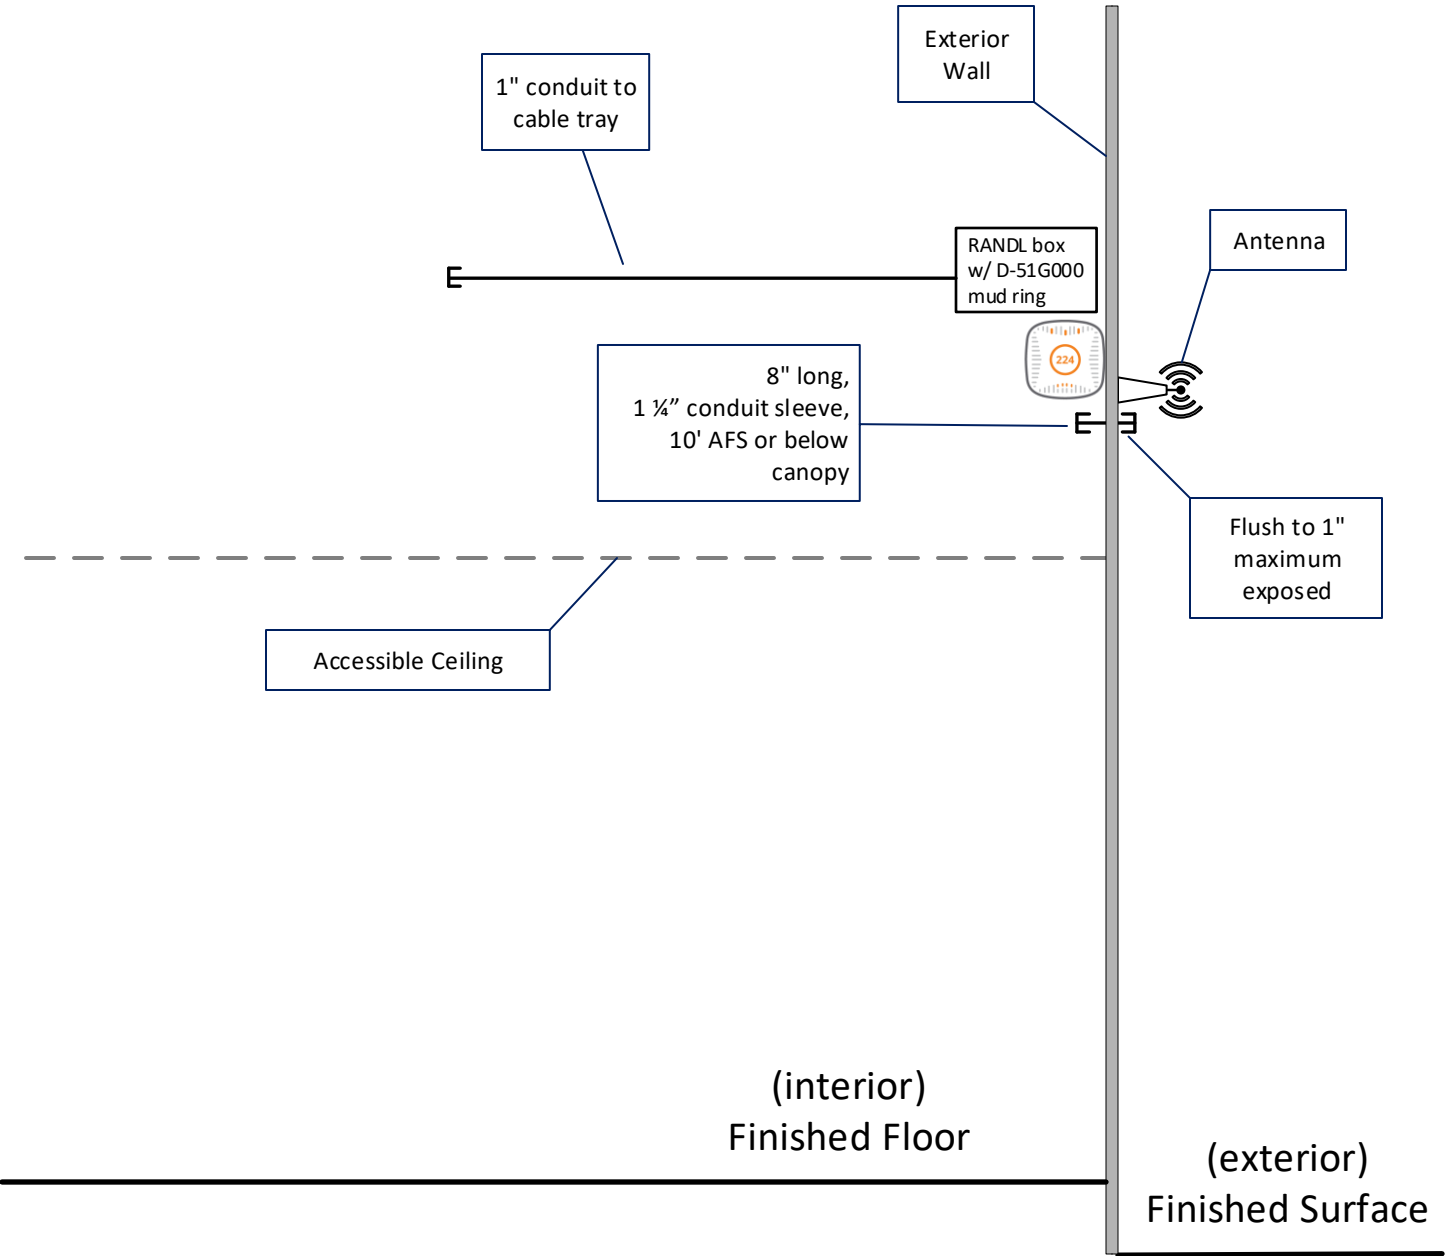 Exterior
Wall
1" conduit to
cable tray
Antenna
RANDL box
w/ D-51G000
mud ring
224
8" long,
1 ¼” conduit sleeve,
10' AFS or below
canopy
Flush to 1"
maximum
exposed
Accessible Ceiling
(interior)
Finished Floor
(exterior)
Finished Surface